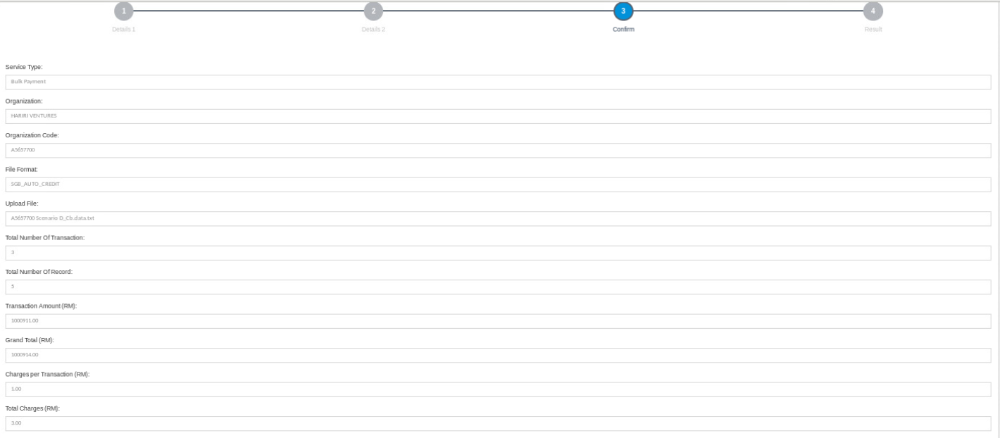 1 2 3 4
Details 1 Details 2 Confirm Result
Service Type:
Bulk Payment
Organization:
HARIRI VENTURES
Organization Code:
A5657700
File Format:
SGB_AUTO_CREDIT
Upload File:
A5657700 Scenario D_Cb.data.txt
Total Number Of Transaction:
3
Total Number Of Record:
5
Transaction Amount (RM):
1000911.00
Grand Total (RM):
1000914.00
Charges per Transaction (RM):
1.00
Total Charges (RM):
3.00